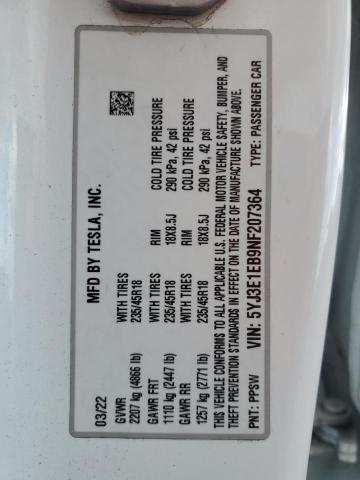 MFD BY TESLA, INC.
03/22
GVWR WITH TIRES RIM COLD TIRE PRESSURE
2207 kg (4866 lb) 235/45R18 18X8.5J 290 kPa, 42 psi
GAWR FRT WITH TIRES RIM COLD TIRE PRESSURE
1110 kg (2447 lb) 235/45R18 18X8.5J 290 kPa, 42 psi
GAWR RR
1257 kg (2771 lb)
THIS VEHICLE CONFORMS TO ALL APPLICABLE U.S. FEDERAL MOTOR VEHICLE SAFETY, BUMPER, AND
THEFT PREVENTION STANDARDS IN EFFECT ON THE DATE OF MANUFACTURE SHOWN ABOVE.
VIN: 5YJ3E1EB9NF207364
PNT: PPSW TYPE: PASSENGER CAR